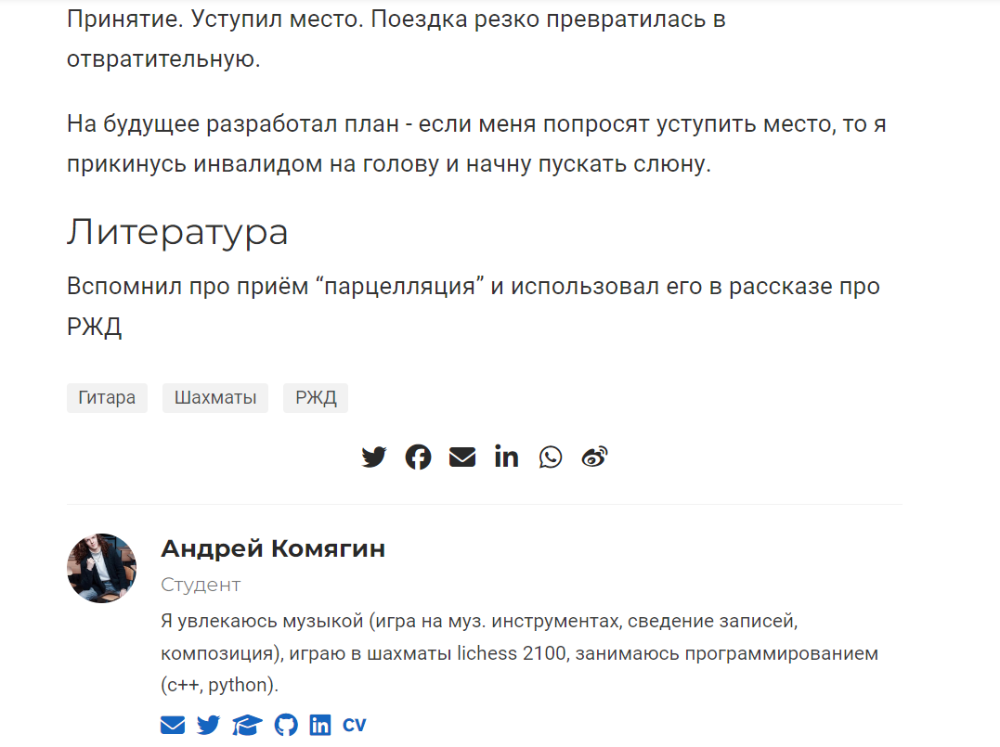 Принятие. Уступил место. Поездка резко превратилась в
отвратительную.
На будущее разработал план - если меня попросят уступить место, то я
прикинусь инвалидом на голову и начну пускать слюну.
Литература
Вспомнил про приём “парцелляция” и использовал его в рассказе про
РЖД
Гитара Шахматы РЖД
Андрей Комягин
Студент
Я увлекаюсь музыкой (игра на муз. инструментах, сведение записей,
композиция), играю в шахматы lichess 2100, занимаюсь программированием
(c++, python).
CV